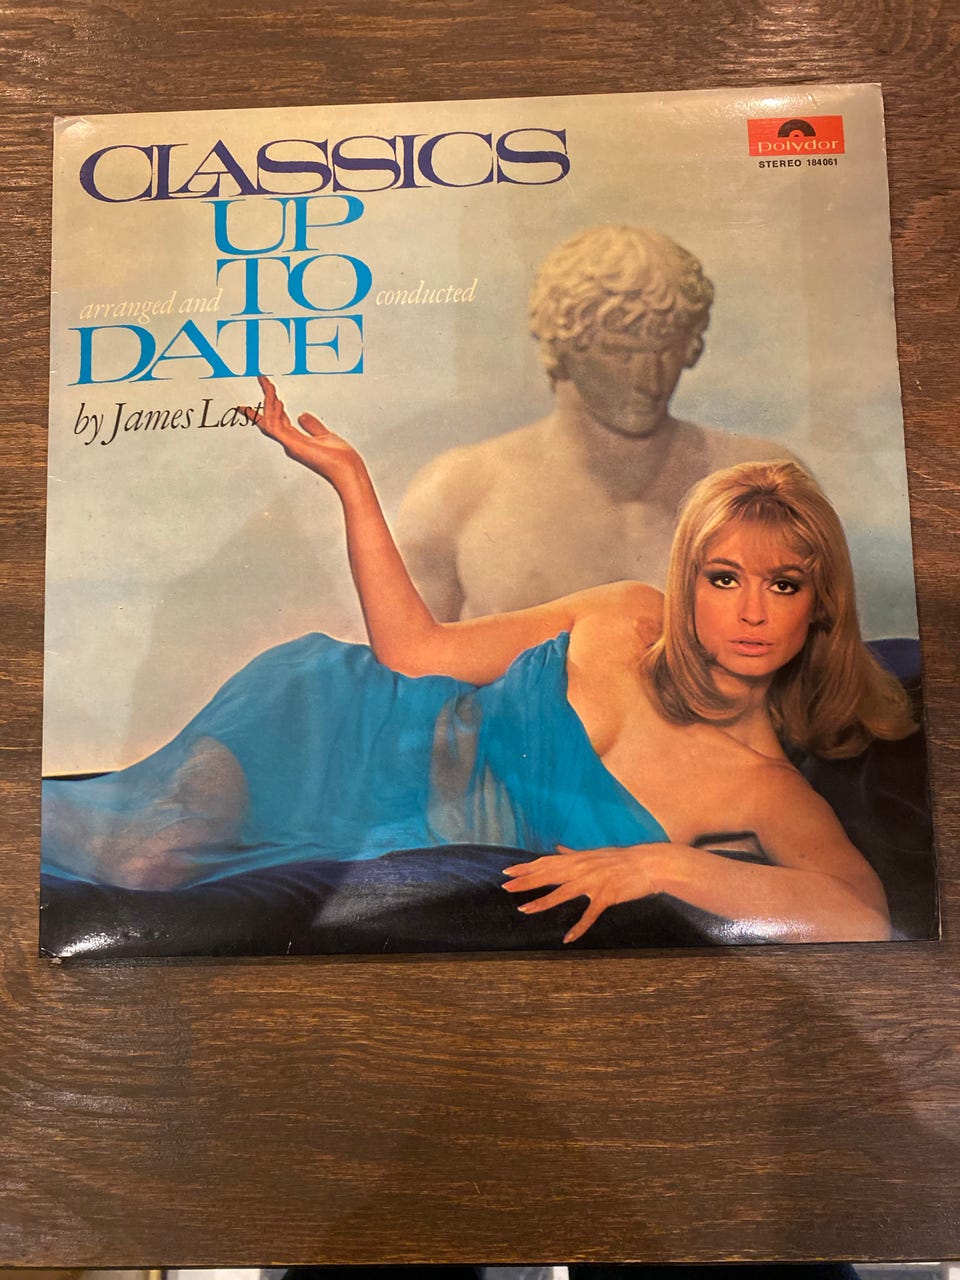 CLASSICS
UP
TO
arranged and conducted
DATE
by James Last
polydor
STEREO 184061